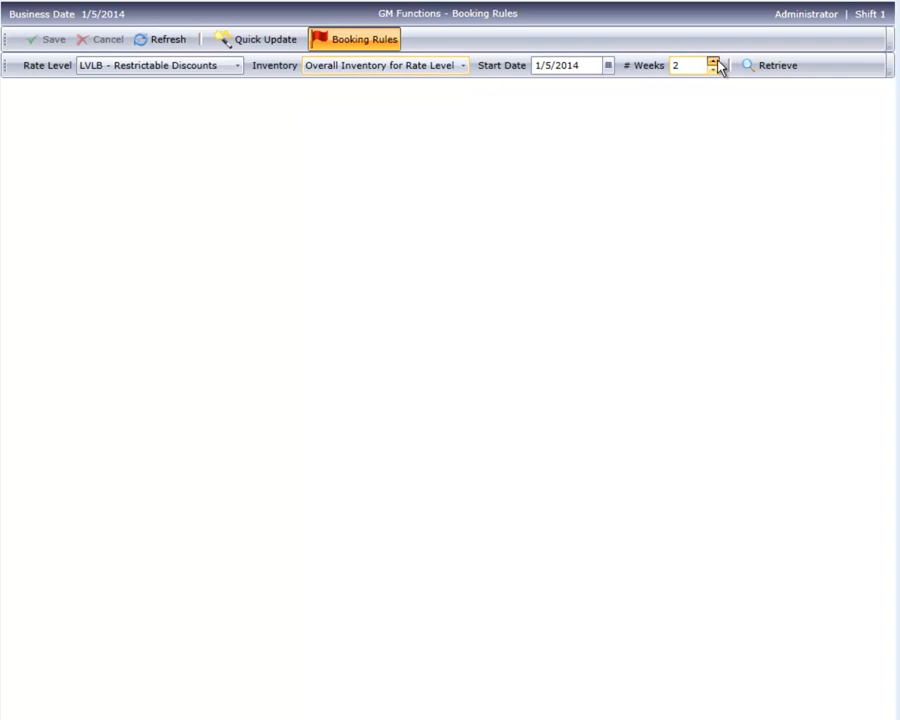 Business Date 1/5/2014 GM Functions - Booking Rules Administrator | Shift 1
Save Cancel Refresh Quick Update Booking Rules
Rate Level LVLB - Restrictable Discounts Inventory Overall Inventory for Rate Level Start Date 1/5/2014 # Weeks 2 Retrieve